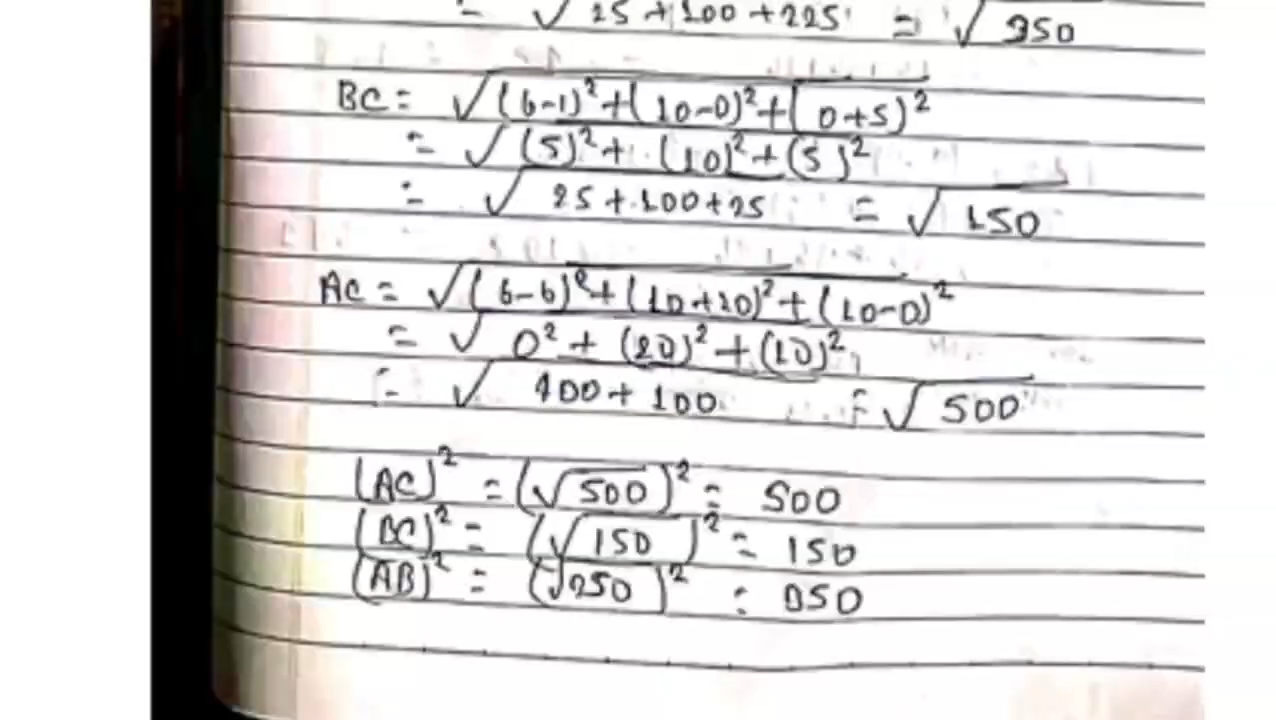 = √25+100+225 = √350
BC = √(6-1)²+(10-0)²+(0+5)²
= √(5)²+(10)²+(5)²
= √25+100+25 = √150
AC = √(6-6)²+(10+10)²+(10-0)²
= √0²+(20)²+(10)²
= √400+100 = √500
(AC)² = (√500)² = 500
(BC)² = (√150)² = 150
(AB)² = (√250)² = 350